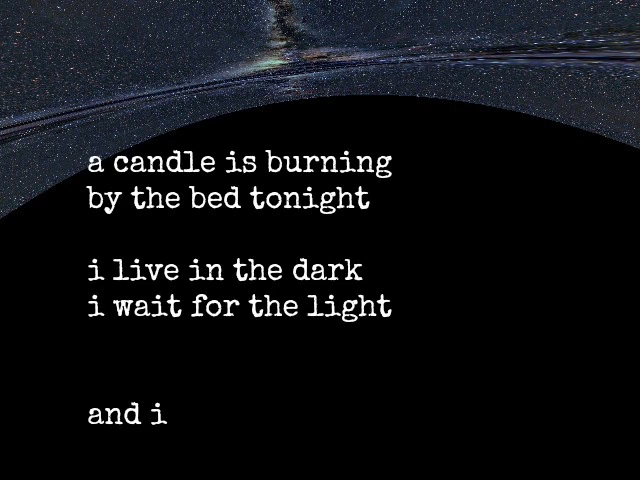 a candle is burning
by the bed tonight
i live in the dark
i wait for the light
and i